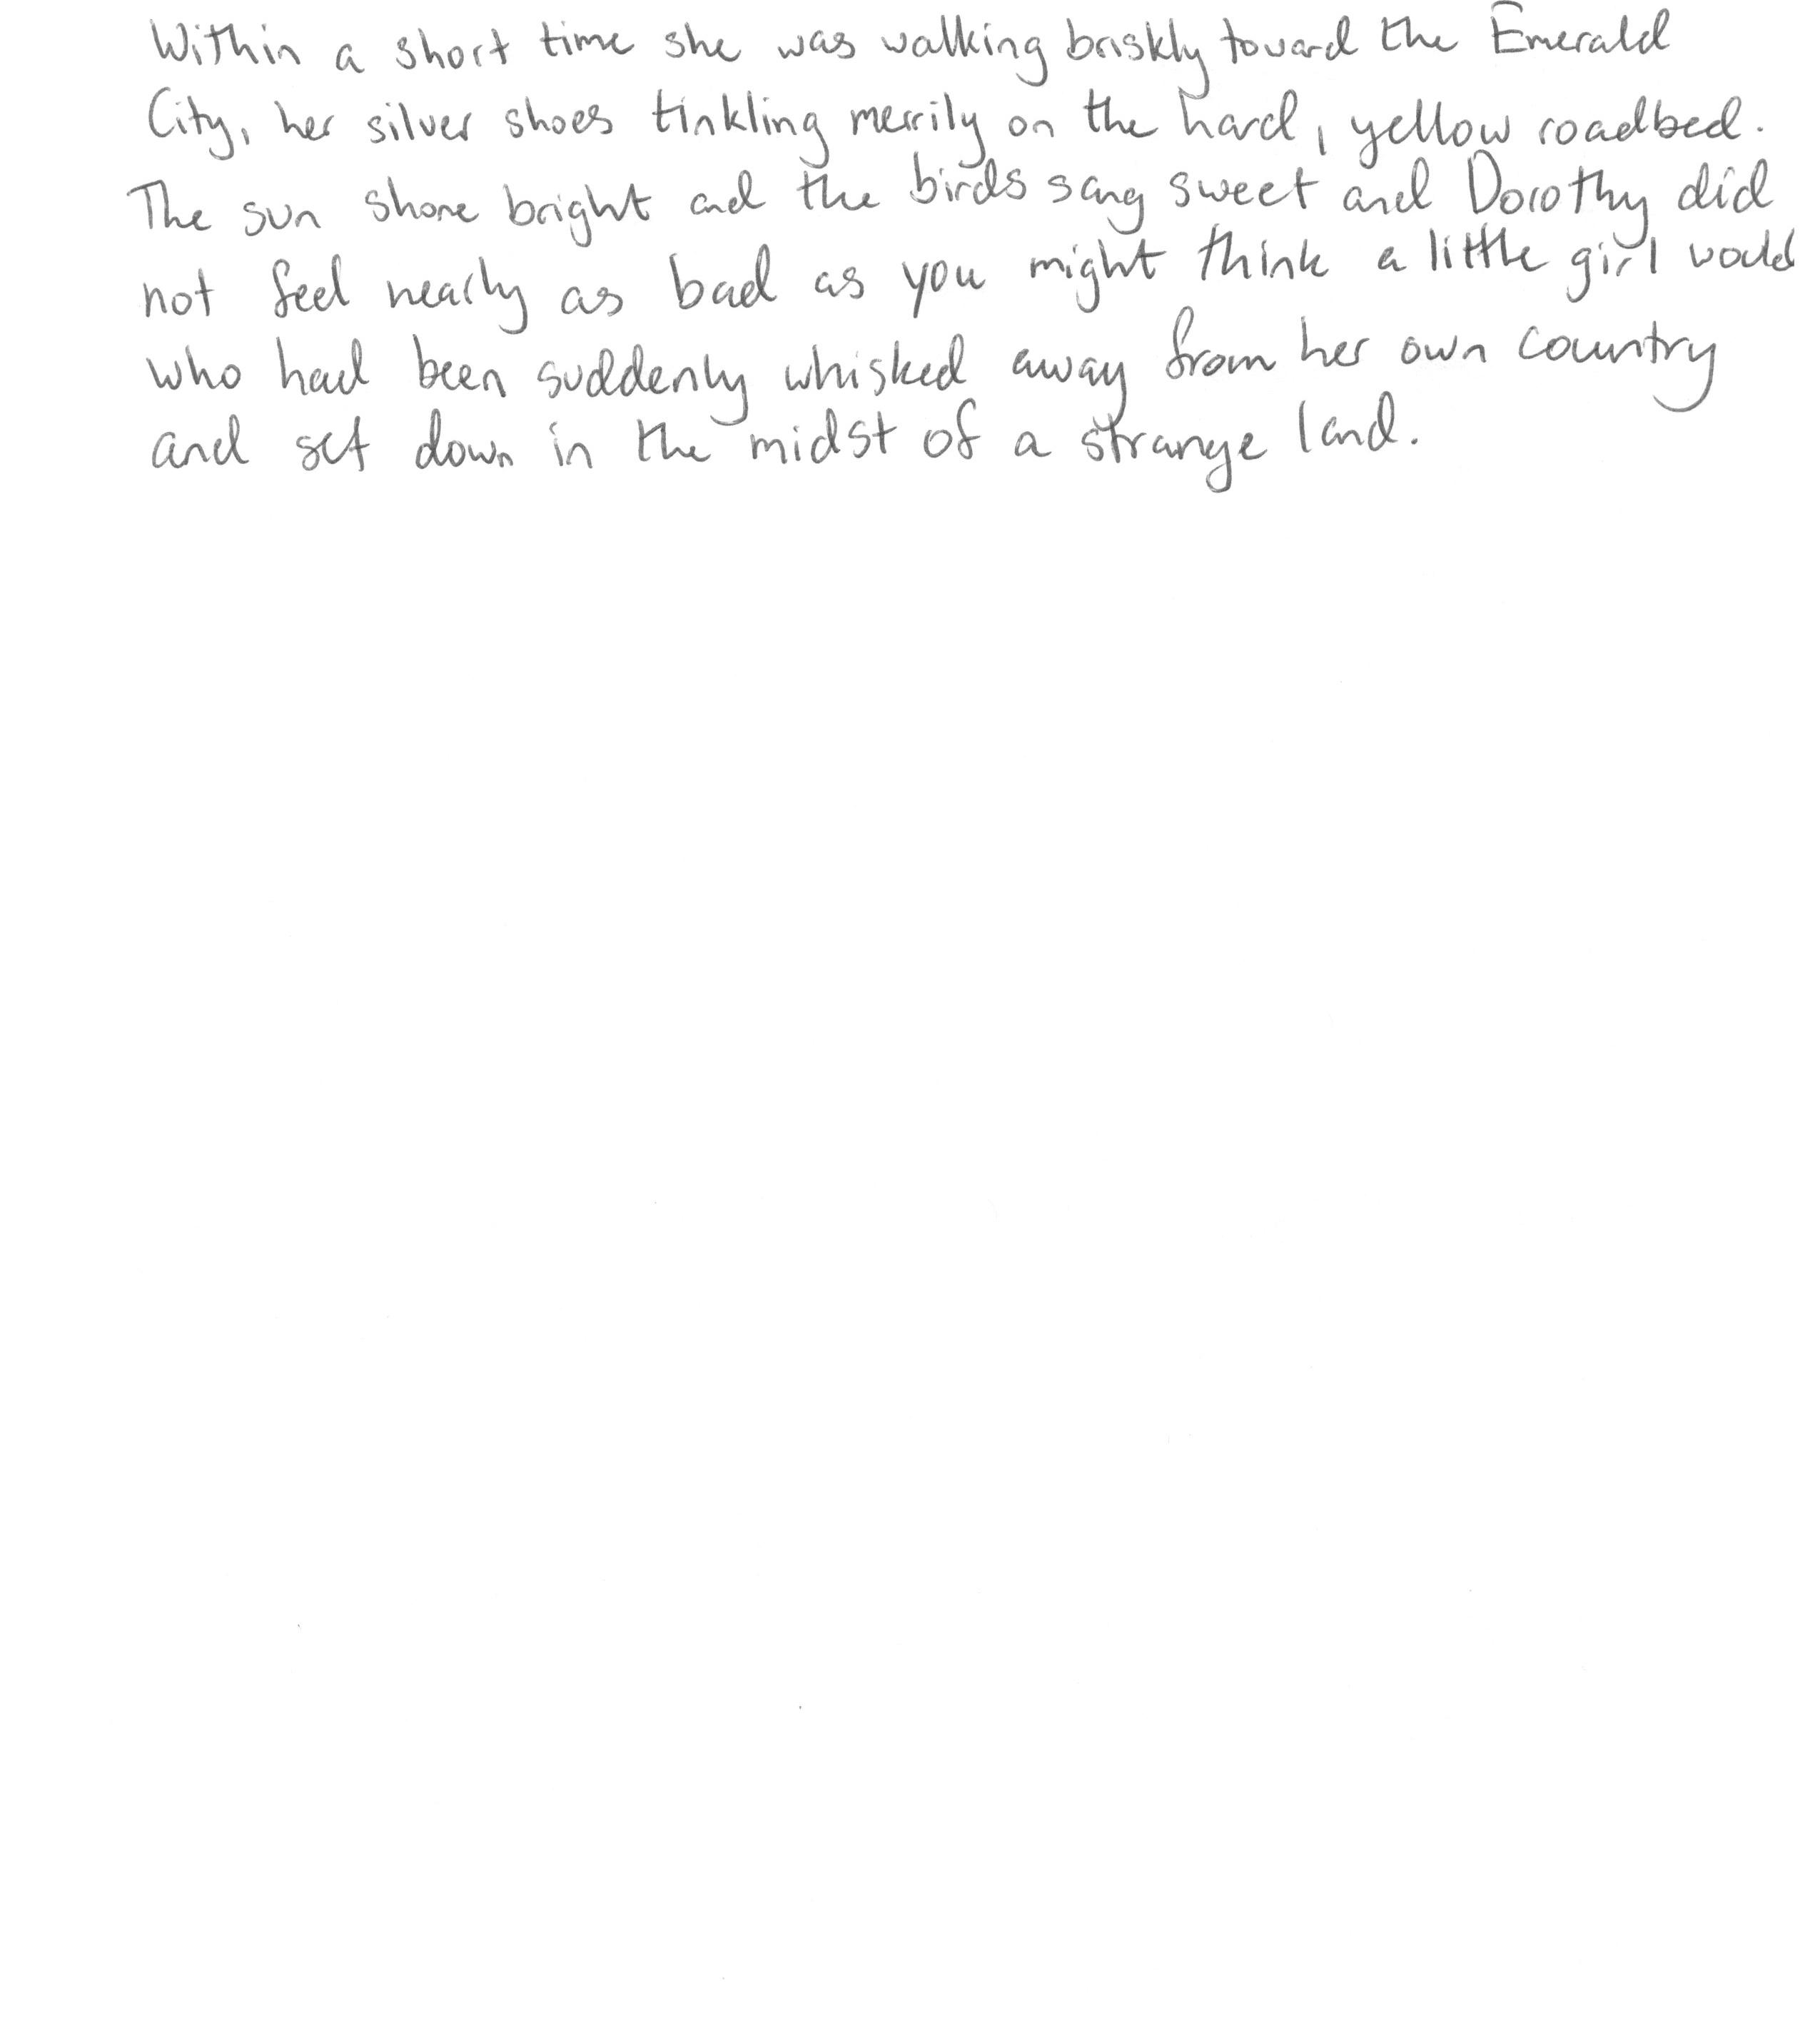 Within a short time she was walking briskly toward the Emerald
City, her silver shoes tinkling merrily on the hard, yellow roadbed.
The sun shone bright and the birds sang sweet and Dorothy did
not feel nearly as bad as you might think a little girl would
who had been suddenly whisked away from her own country
and set down in the midst of a strange land.